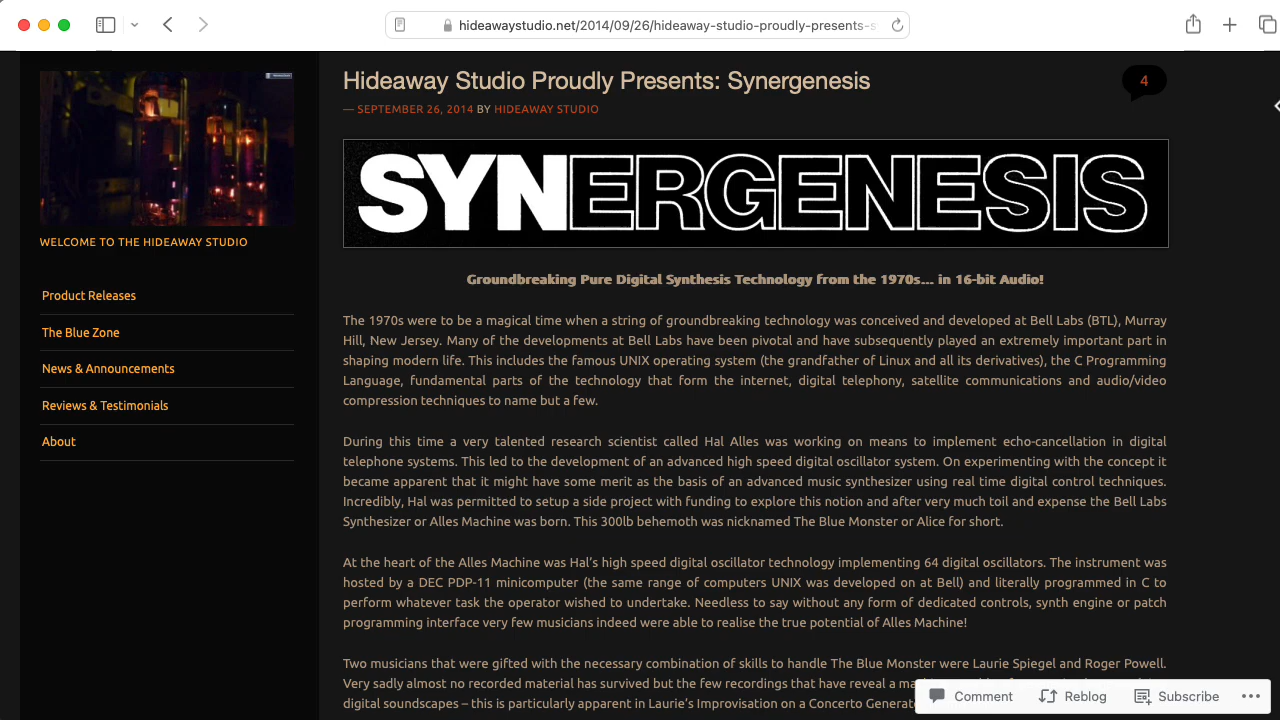 hideawaystudio.net/2014/09/26/hideaway-studio-proudly-presents-s
Hideaway Studio Proudly Presents: Synergenesis
4
— SEPTEMBER 26, 2014 BY HIDEAWAY STUDIO
SYNERGENESIS
WELCOME TO THE HIDEAWAY STUDIO
Product Releases
The Blue Zone
News & Announcements
Reviews & Testimonials
About
Groundbreaking Pure Digital Synthesis Technology from the 1970s... in 16-bit Audio!
The 1970s were to be a magical time when a string of groundbreaking technology was conceived and developed at Bell Labs (BTL), Murray
Hill, New Jersey. Many of the developments at Bell Labs have been pivotal and have subsequently played an extremely important part in
shaping modern life. This includes the famous UNIX operating system (the grandfather of Linux and all its derivatives), the C Programming
Language, fundamental parts of the technology that form the internet, digital telephony, satellite communications and audio/video
compression techniques to name but a few.
During this time a very talented research scientist called Hal Alles was working on means to implement echo-cancellation in digital
telephone systems. This led to the development of an advanced high speed digital oscillator system. On experimenting with the concept it
became apparent that it might have some merit as the basis of an advanced music synthesizer using real time digital control techniques.
Incredibly, Hal was permitted to setup a side project with funding to explore this notion and after very much toil and expense the Bell Labs
Synthesizer or Alles Machine was born. This 300lb behemoth was nicknamed The Blue Monster or Alice for short.
At the heart of the Alles Machine was Hal's high speed digital oscillator technology implementing 64 digital oscillators. The instrument was
hosted by a DEC PDP-11 minicomputer (the same range of computers UNIX was developed on at Bell) and literally programmed in C to
perform whatever task the operator wished to undertake. Needless to say without any form of dedicated controls, synth engine or patch
programming interface very few musicians indeed were able to realise the true potential of Alles Machine!
Two musicians that were gifted with the necessary combination of skills to handle The Blue Monster were Laurie Spiegel and Roger Powell.
Very sadly almost no recorded material has survived but the few recordings that have reveal a
digital soundscapes – this is particularly apparent in Laurie's Improvisation on a Concerto
Comment
Reblog
Subscribe